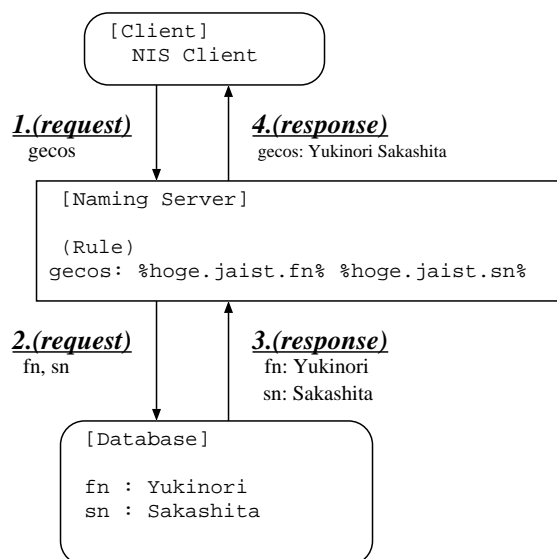 [Client]
NIS Client
1.(request)
gecos
4.(response)
gecos: Yukinori Sakashita
[Naming Server]
(Rule)
gecos: %hoge.jaist.fn% %hoge.jaist.sn%
2.(request)
fn, sn
3.(response)
fn: Yukinori
sn: Sakashita
[Database]
fn : Yukinori
sn : Sakashita